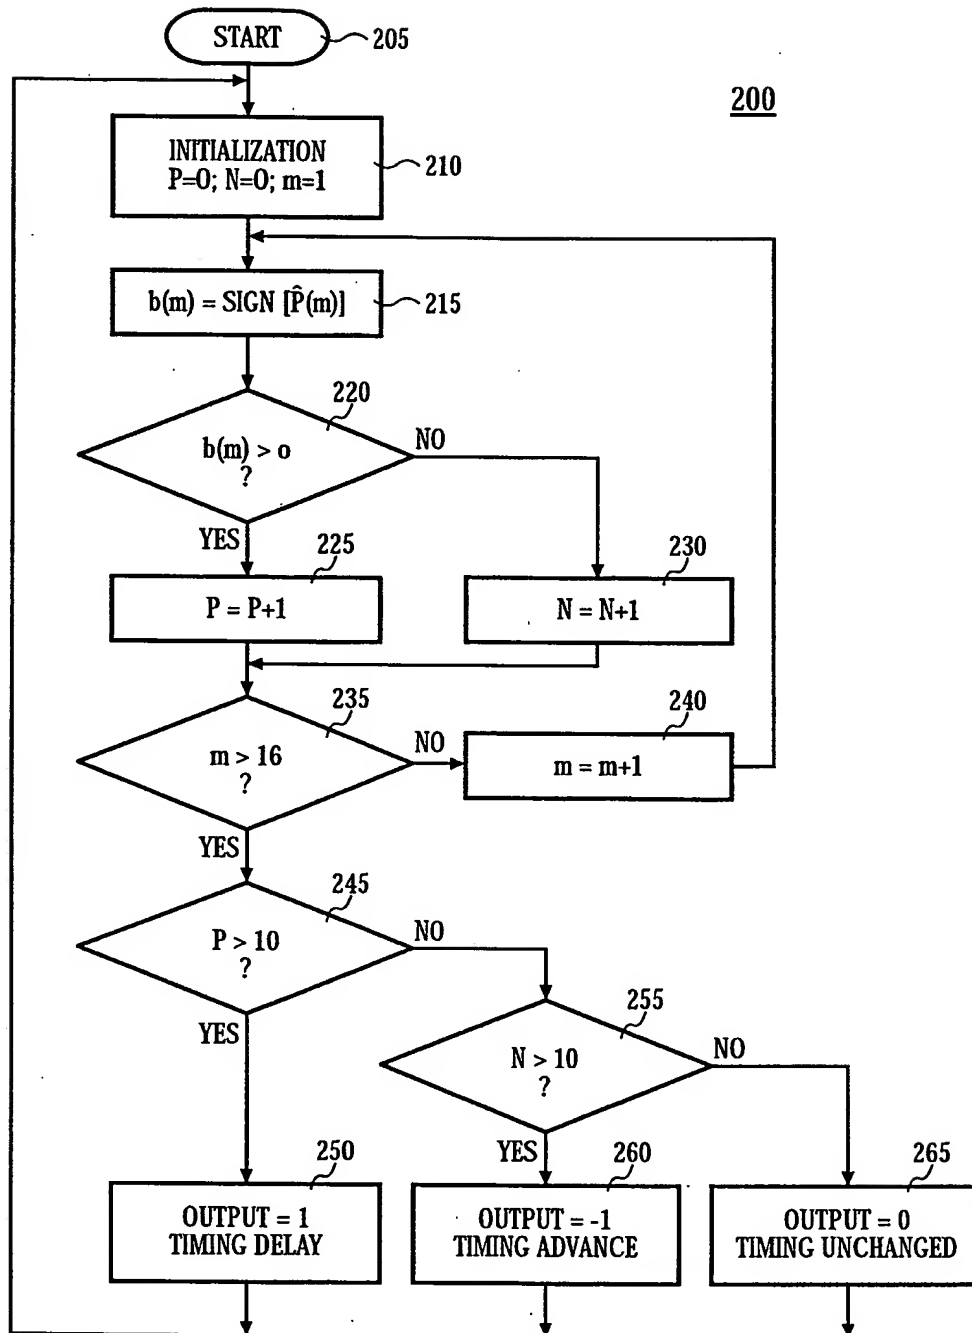 START
205
200
INITIALIZATION
P=0; N=0; m=1
210
b(m) = SIGN [P̂(m)]
215
220
b(m) > o
?
NO
YES
225
P = P+1
230
N = N+1
235
m > 16
?
NO
YES
240
m = m+1
245
P > 10
?
NO
YES
255
N > 10
?
NO
YES
250
OUTPUT = 1
TIMING DELAY
260
OUTPUT = -1
TIMING ADVANCE
265
OUTPUT = 0
TIMING UNCHANGED